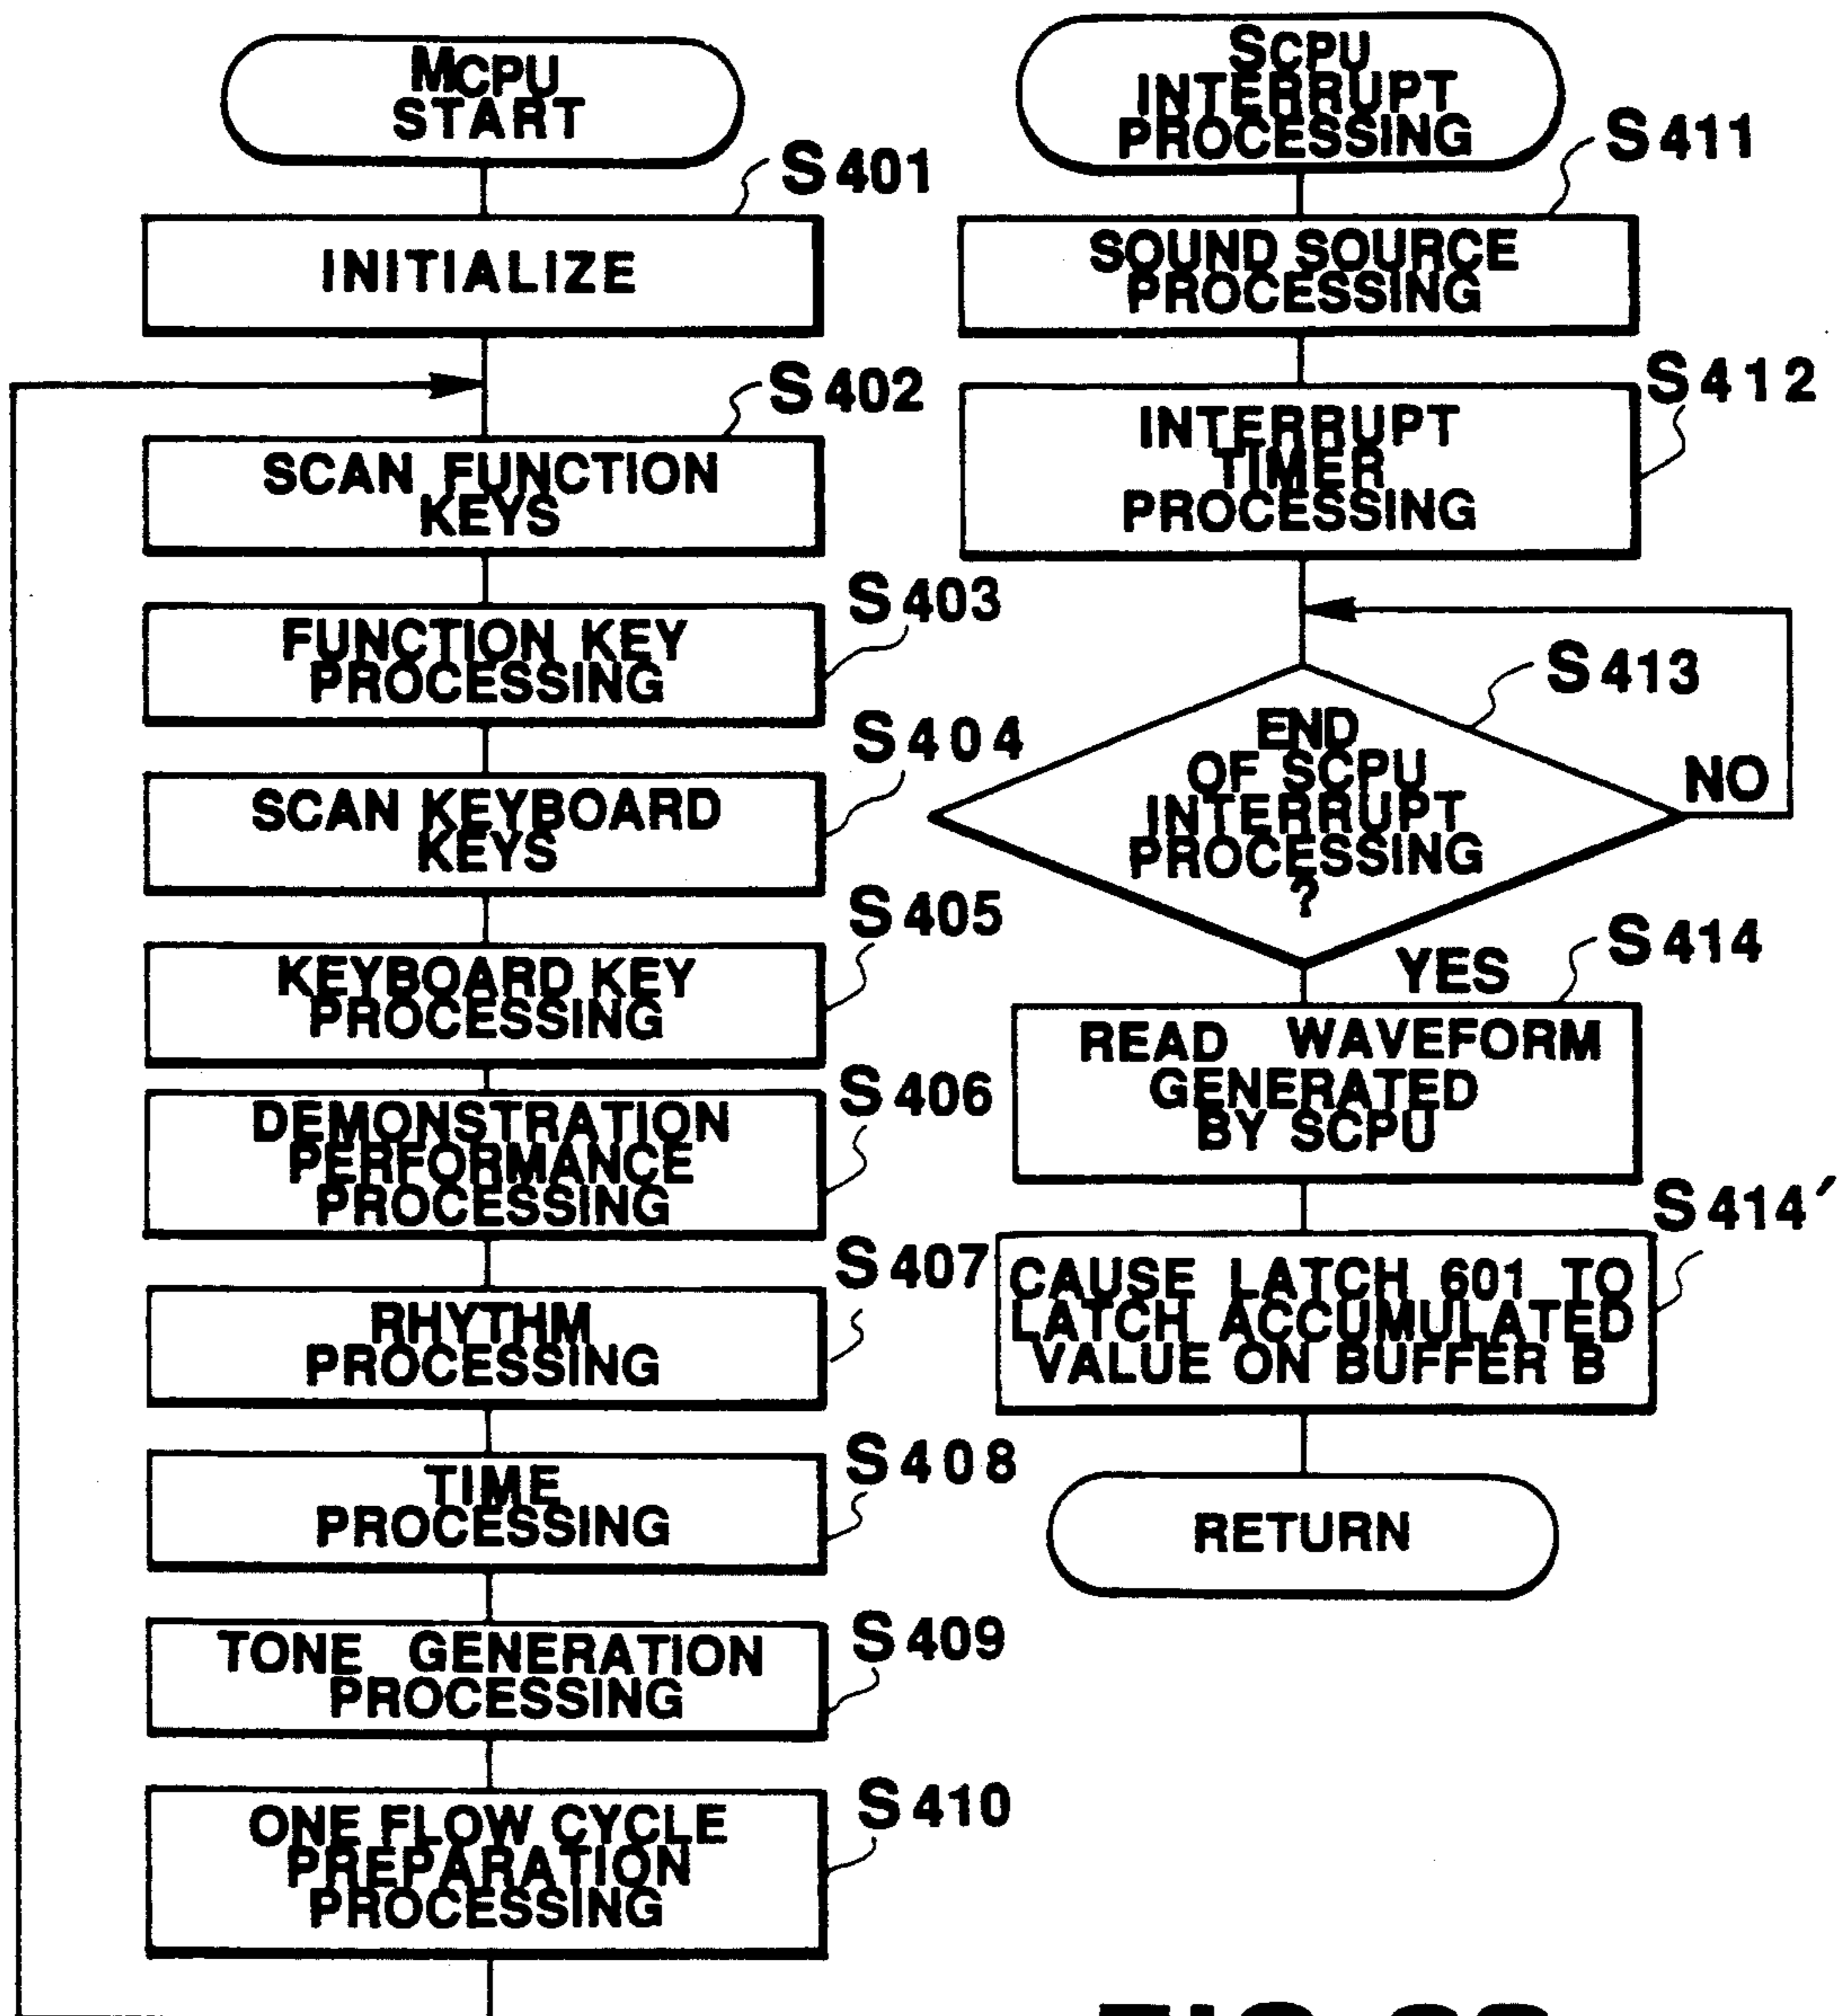 MCPU
START
S401
INITIALIZE
S402
SCAN FUNCTION
KEYS
S403
FUNCTION KEY
PROCESSING
S404
SCAN KEYBOARD
KEYS
S405
KEYBOARD KEY
PROCESSING
S406
DEMONSTRATION
PERFORMANCE
PROCESSING
S407
RHYTHM
PROCESSING
S408
TIME
PROCESSING
S409
TONE GENERATION
PROCESSING
S410
ONE FLOW CYCLE
PREPARATION
PROCESSING
SCPU
INTERRUPT
PROCESSING
S411
SOUND SOURCE
PROCESSING
S412
INTERRUPT
TIMER
PROCESSING
S413
END
OF SCPU
INTERRUPT
PROCESSING
?
NO
YES
S414
READ WAVEFORM
GENERATED
BY SCPU
S414'
CAUSE LATCH 601 TO
LATCH ACCUMULATED
VALUE ON BUFFER B
RETURN